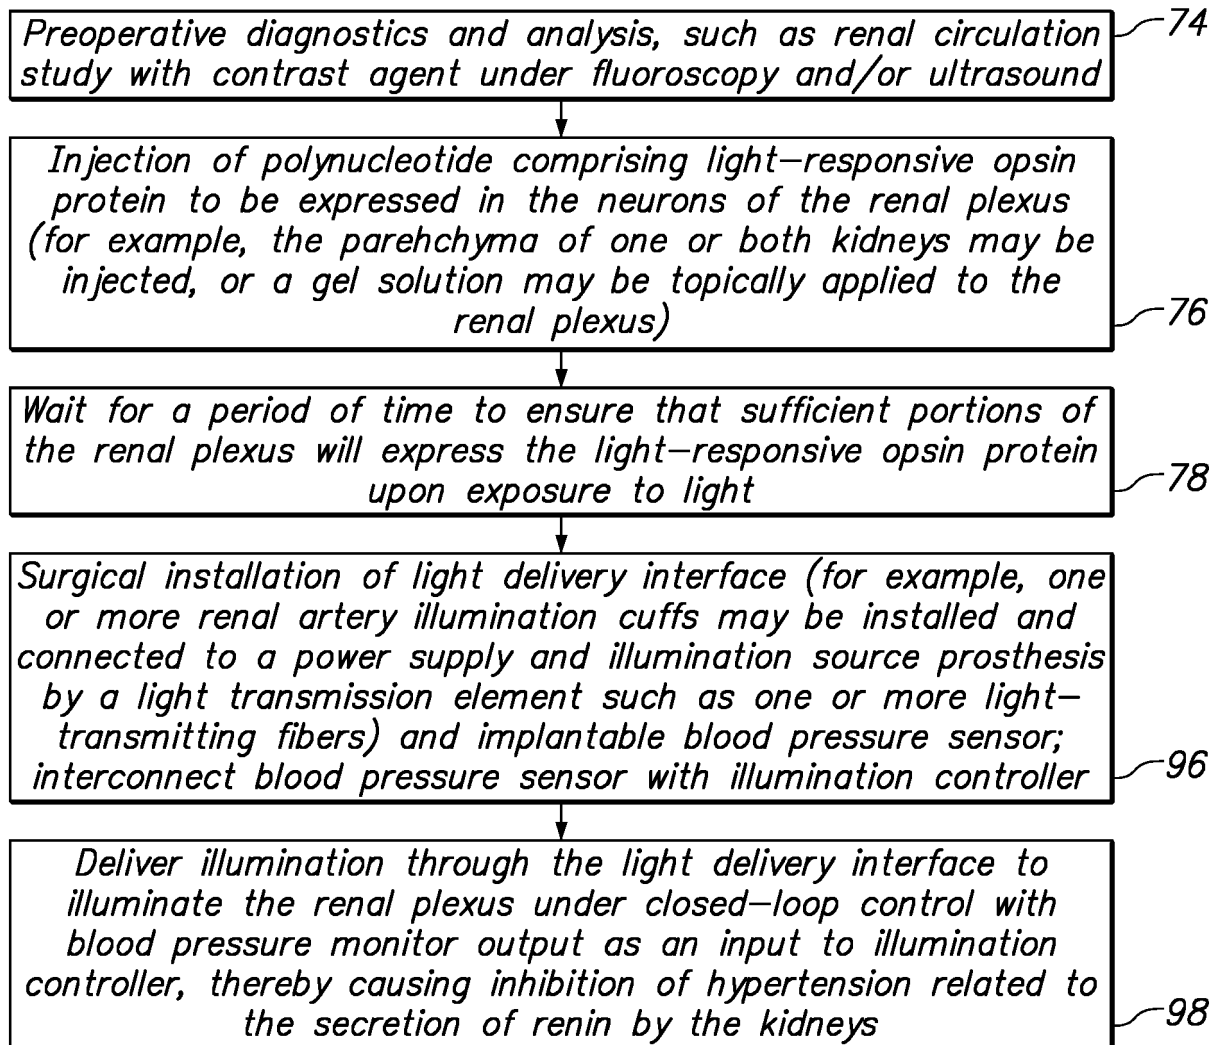 Preoperative diagnostics and analysis, such as renal circulation
study with contrast agent under fluoroscopy and/or ultrasound
74
Injection of polynucleotide comprising light-responsive opsin
protein to be expressed in the neurons of the renal plexus
(for example, the parehchyma of one or both kidneys may be
injected, or a gel solution may be topically applied to the
renal plexus)
76
Wait for a period of time to ensure that sufficient portions of
the renal plexus will express the light-responsive opsin protein
upon exposure to light
78
Surgical installation of light delivery interface (for example, one
or more renal artery illumination cuffs may be installed and
connected to a power supply and illumination source prosthesis
by a light transmission element such as one or more light-
transmitting fibers) and implantable blood pressure sensor;
interconnect blood pressure sensor with illumination controller
96
Deliver illumination through the light delivery interface to
illuminate the renal plexus under closed-loop control with
blood pressure monitor output as an input to illumination
controller, thereby causing inhibition of hypertension related to
the secretion of renin by the kidneys
98